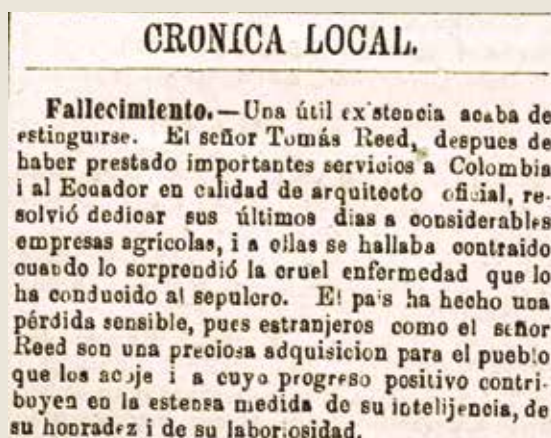 CRONICA LOCAL.
Fallecimiento.—Una útil existencia acaba de
estinguirse. El señor Tomás Reed, despues de
haber prestado importantes servicios a Colombia
i al Ecuador en calidad de arquitecto oficial, re-
solvió dedicar sus últimos dias a considerables
empresas agrícolas, i a ellas se hallaba contraido
cuando lo sorprendió la cruel enfermedad que lo
ha conducido al sepulcro. El pais ha hecho una
pérdida sensible, pues estranjeros como el señor
Reed son una preciosa adquisicion para el pueblo
que los acoje i a cuyo progreso positivo contri-
buyen en la estensa medida de su intelijencia, de
su honradez i de su laboriosidad.